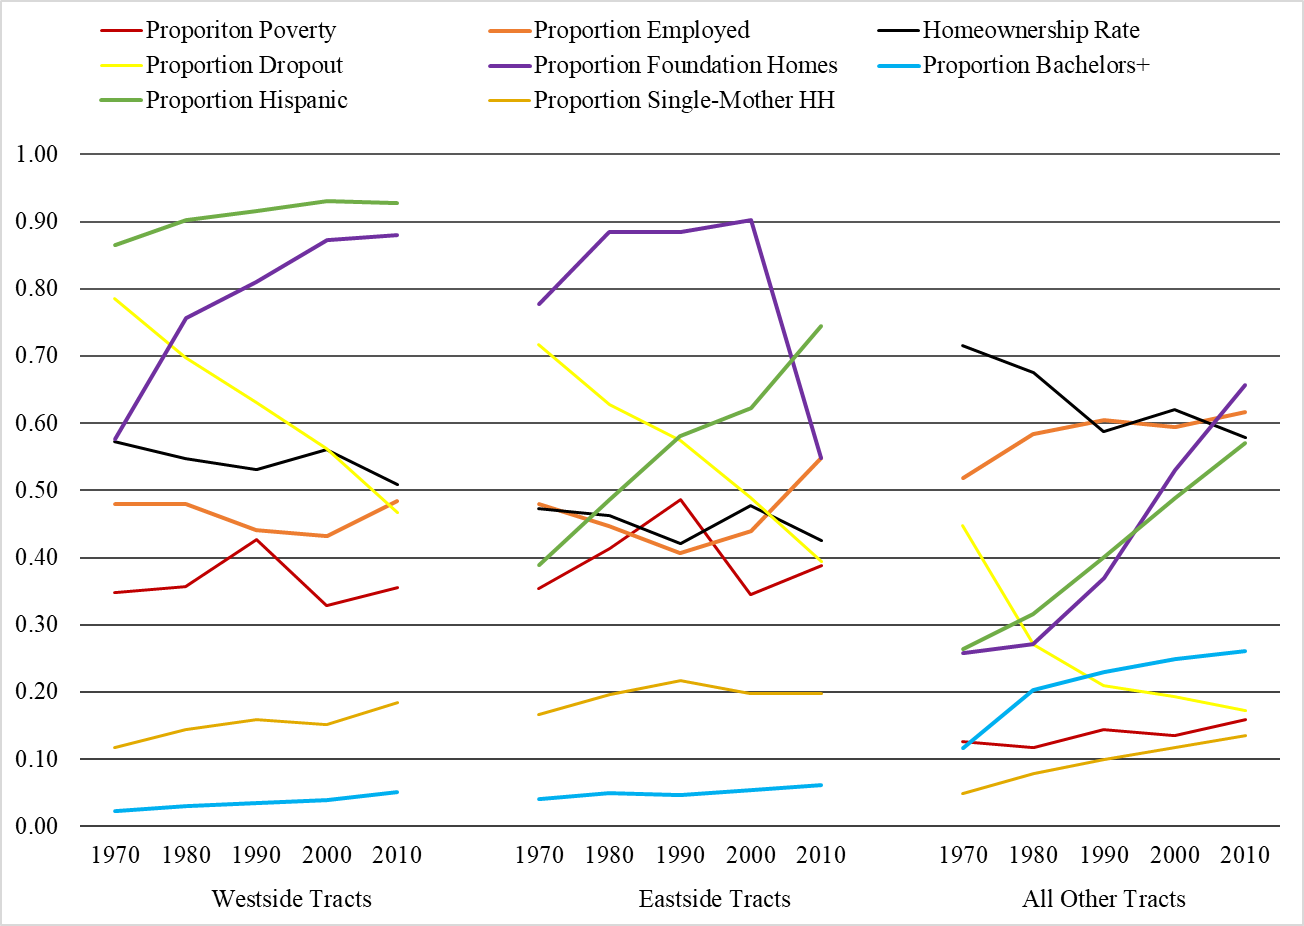 Proporiton Poverty
Proportion Employed
Homeownership Rate
Proportion Dropout
Proportion Foundation Homes
Proportion Bachelors+
Proportion Hispanic
Proportion Single-Mother HH
1.00
0.90
0.80
0.70
0.60
0.50
0.40
0.30
0.20
0.10
0.00
1970 1980 1990 2000 2010 1970 1980 1990 2000 2010 1970 1980 1990 2000 2010
Westside Tracts Eastside Tracts All Other Tracts